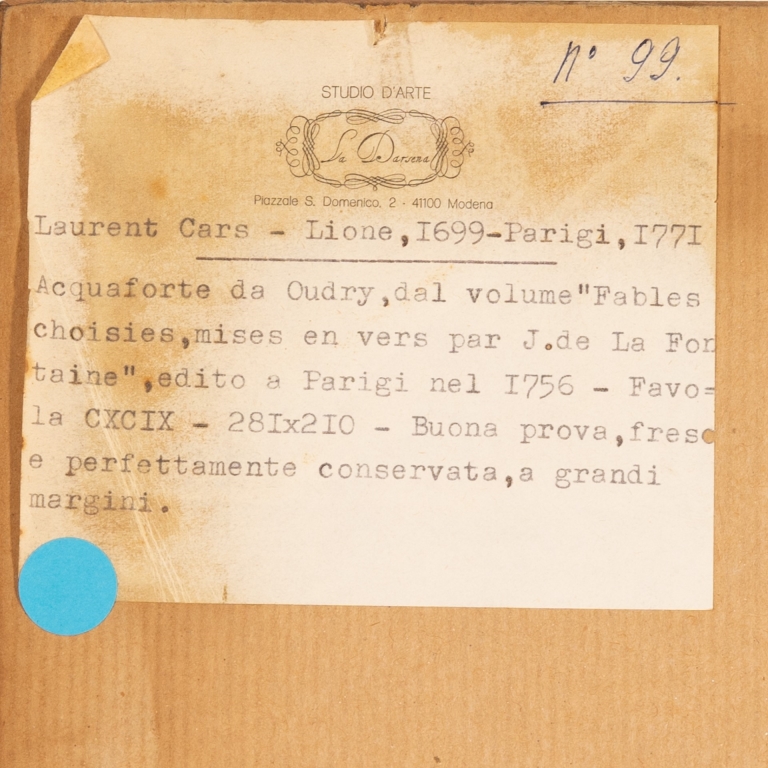 n° 99.
STUDIO D'ARTE
La Darsena
Piazzale S. Domenico, 2 - 41100 Modena
Laurent Cars - Lione,I699-Parigi,I77I
Acquaforte da Oudry,dal volume"Fables
choisies,mises en vers par J.de La Fon
taine",edito a Parigi nel I756 - Favo=
la CXCIX - 28Ix2I0 - Buona prova,fresc
e perfettamente conservata,a grandi
margini.